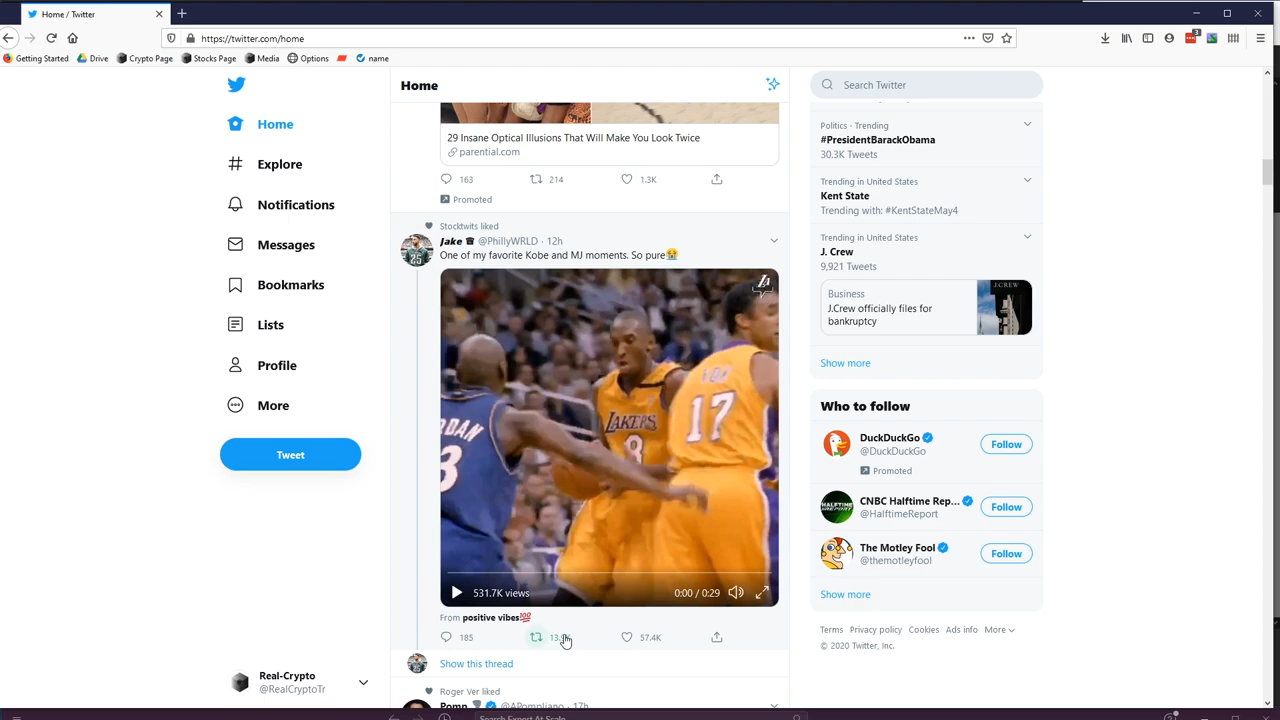 Home / Twitter
https://twitter.com/home
3
Getting Started
Drive
Crypto Page
Stocks Page
Media
Options
name
Home
Explore
Notifications
Messages
Bookmarks
Lists
Profile
More
Tweet
Real-Crypto
@RealCryptoTr
Home
29 Insane Optical Illusions That Will Make You Look Twice
parential.com
163 214 1.3K
Promoted
Stocktwits liked
Jake ☎ @PhillyWRLD · 12h
One of my favorite Kobe and MJ moments. So pure😭
LAKERS
8
17
25
531.7K views 0:00 / 0:29
From positive vibes💯
185 57.4K
Show this thread
Roger Ver liked
Pomp 🌪 @APompliano · 17h
Search Twitter
Politics · Trending
#PresidentBarackObama
30.3K Tweets
Trending in United States
Kent State
Trending with: #KentStateMay4
Trending in United States
J. Crew
9,921 Tweets
Business
J.Crew officially files for
bankruptcy
J.CREW
Show more
Who to follow
DuckDuckGo
@DuckDuckGo
Follow
Promoted
CNBC Halftime Rep...
@HalftimeReport
Follow
The Motley Fool
@themotleyfool
Follow
Show more
Terms Privacy policy Cookies Ads info More
© 2020 Twitter, Inc.